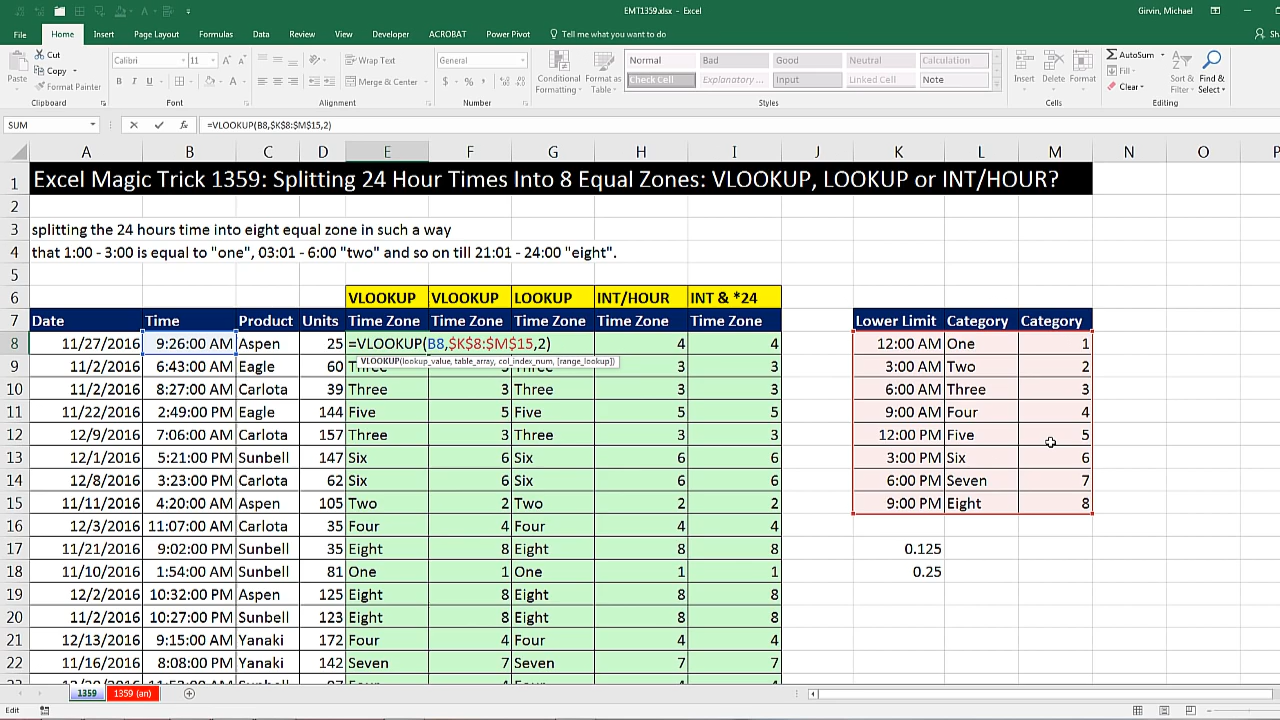 EMT1359.xlsx - Excel
Girvin, Michael
File Home Insert Page Layout Formulas Data Review View Developer ACROBAT Power Pivot Tell me what you want to do Sha
Paste Cut Copy Format Painter Clipboard
Calibri 11 B I U Font
Wrap Text Merge & Center Alignment
General $ % , Number
Conditional Formatting Format as Table
Normal Bad Good Neutral Calculation
Check Cell Explanatory ... Input Linked Cell Note
Styles
Insert Delete Format Cells
AutoSum Fill Clear Sort & Filter Find & Select Editing
SUM fx =VLOOKUP(B8,$K$8:$M$15,2)
A B C D E F G H I J K L M N O P
1 Excel Magic Trick 1359: Splitting 24 Hour Times Into 8 Equal Zones: VLOOKUP, LOOKUP or INT/HOUR?
2
3 splitting the 24 hours time into eight equal zone in such a way
4 that 1:00 - 3:00 is equal to "one", 03:01 - 6:00 "two" and so on till 21:01 - 24:00 "eight".
5
6 VLOOKUP VLOOKUP LOOKUP INT/HOUR INT & *24
7 Date Time Product Units Time Zone Time Zone Time Zone Time Zone Time Zone Lower Limit Category Category
8 11/27/2016 9:26:00 AM Aspen 25 =VLOOKUP(B8,$K$8:$M$15,2) 4 4 12:00 AM One 1
VLOOKUP(lookup_value, table_array, col_index_num, [range_lookup])
9 11/2/2016 6:43:00 AM Eagle 60 3 3 3:00 AM Two 2
10 11/2/2016 8:27:00 AM Carlota 39 Three 3 Three 3 3 6:00 AM Three 3
11 11/22/2016 2:49:00 PM Eagle 144 Five 5 Five 5 5 9:00 AM Four 4
12 12/9/2016 7:06:00 AM Carlota 157 Three 3 Three 3 3 12:00 PM Five 5
13 12/1/2016 5:21:00 PM Sunbell 147 Six 6 Six 6 6 3:00 PM Six 6
14 12/8/2016 3:23:00 PM Carlota 62 Six 6 Six 6 6 6:00 PM Seven 7
15 11/11/2016 4:20:00 AM Aspen 105 Two 2 Two 2 2 9:00 PM Eight 8
16 12/3/2016 11:07:00 AM Carlota 35 Four 4 Four 4 4
17 11/21/2016 9:02:00 PM Sunbell 35 Eight 8 Eight 8 8 0.125
18 11/10/2016 1:54:00 AM Sunbell 81 One 1 One 1 1 0.25
19 12/2/2016 10:32:00 PM Aspen 125 Eight 8 Eight 8 8
20 11/2/2016 10:27:00 PM Sunbell 123 Eight 8 Eight 8 8
21 12/13/2016 9:15:00 AM Yanaki 172 Four 4 Four 4 4
22 11/16/2016 8:08:00 PM Yanaki 142 Seven 7 Seven 7 7
1359 1359 (an)
Edit